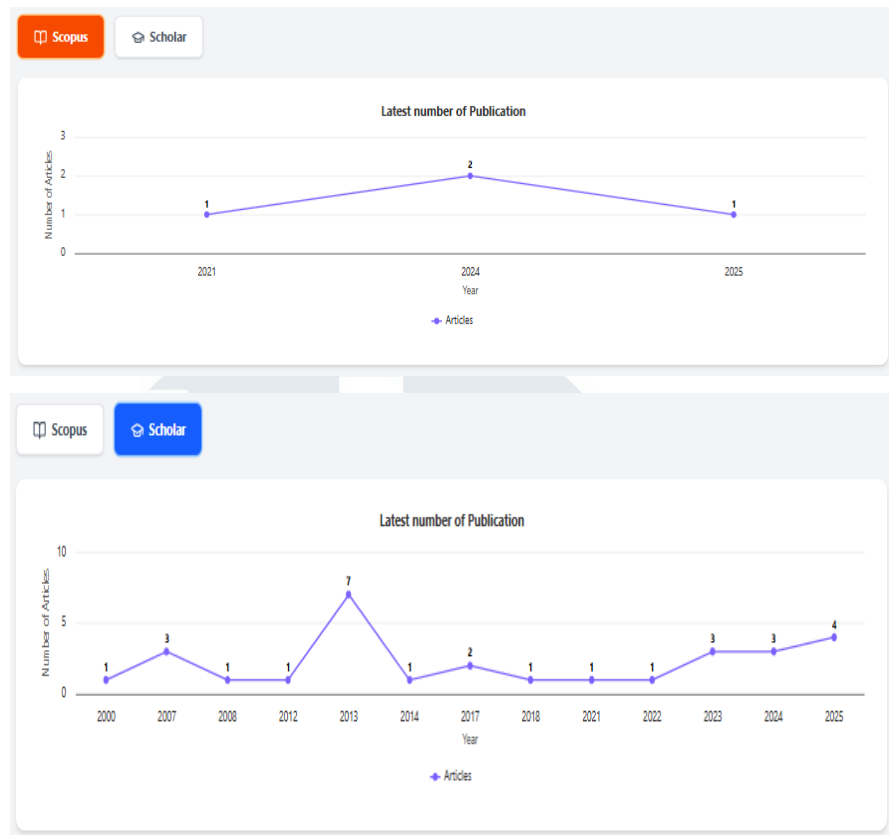 Scopus Scholar
Latest number of Publication
3
2
1
0
Number of Articles
1 2 1
2021 2024 2025
Year
Articles
Scopus Scholar
Latest number of Publication
10
5
0
Number of Articles
1 3 1 1 7 1 2 1 1 1 3 3 4
2000 2007 2008 2012 2013 2014 2017 2018 2021 2022 2023 2024 2025
Year
Articles